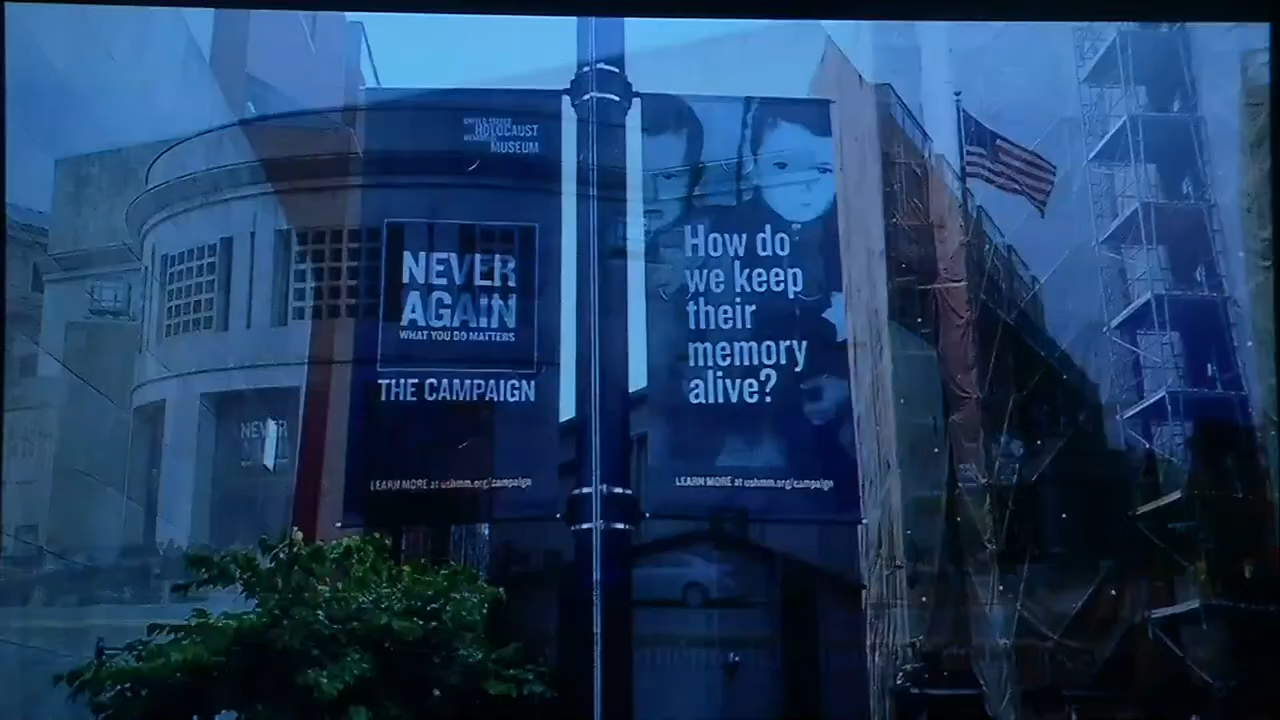 UNITED STATES
HOLOCAUST
MEMORIAL
MUSEUM
NEVER
AGAIN
WHAT YOU DO MATTERS
THE CAMPAIGN
LEARN MORE at ushmm.org/campaign
How do
we keep
their
memory
alive?
LEARN MORE at ushmm.org/campaign
NEVER